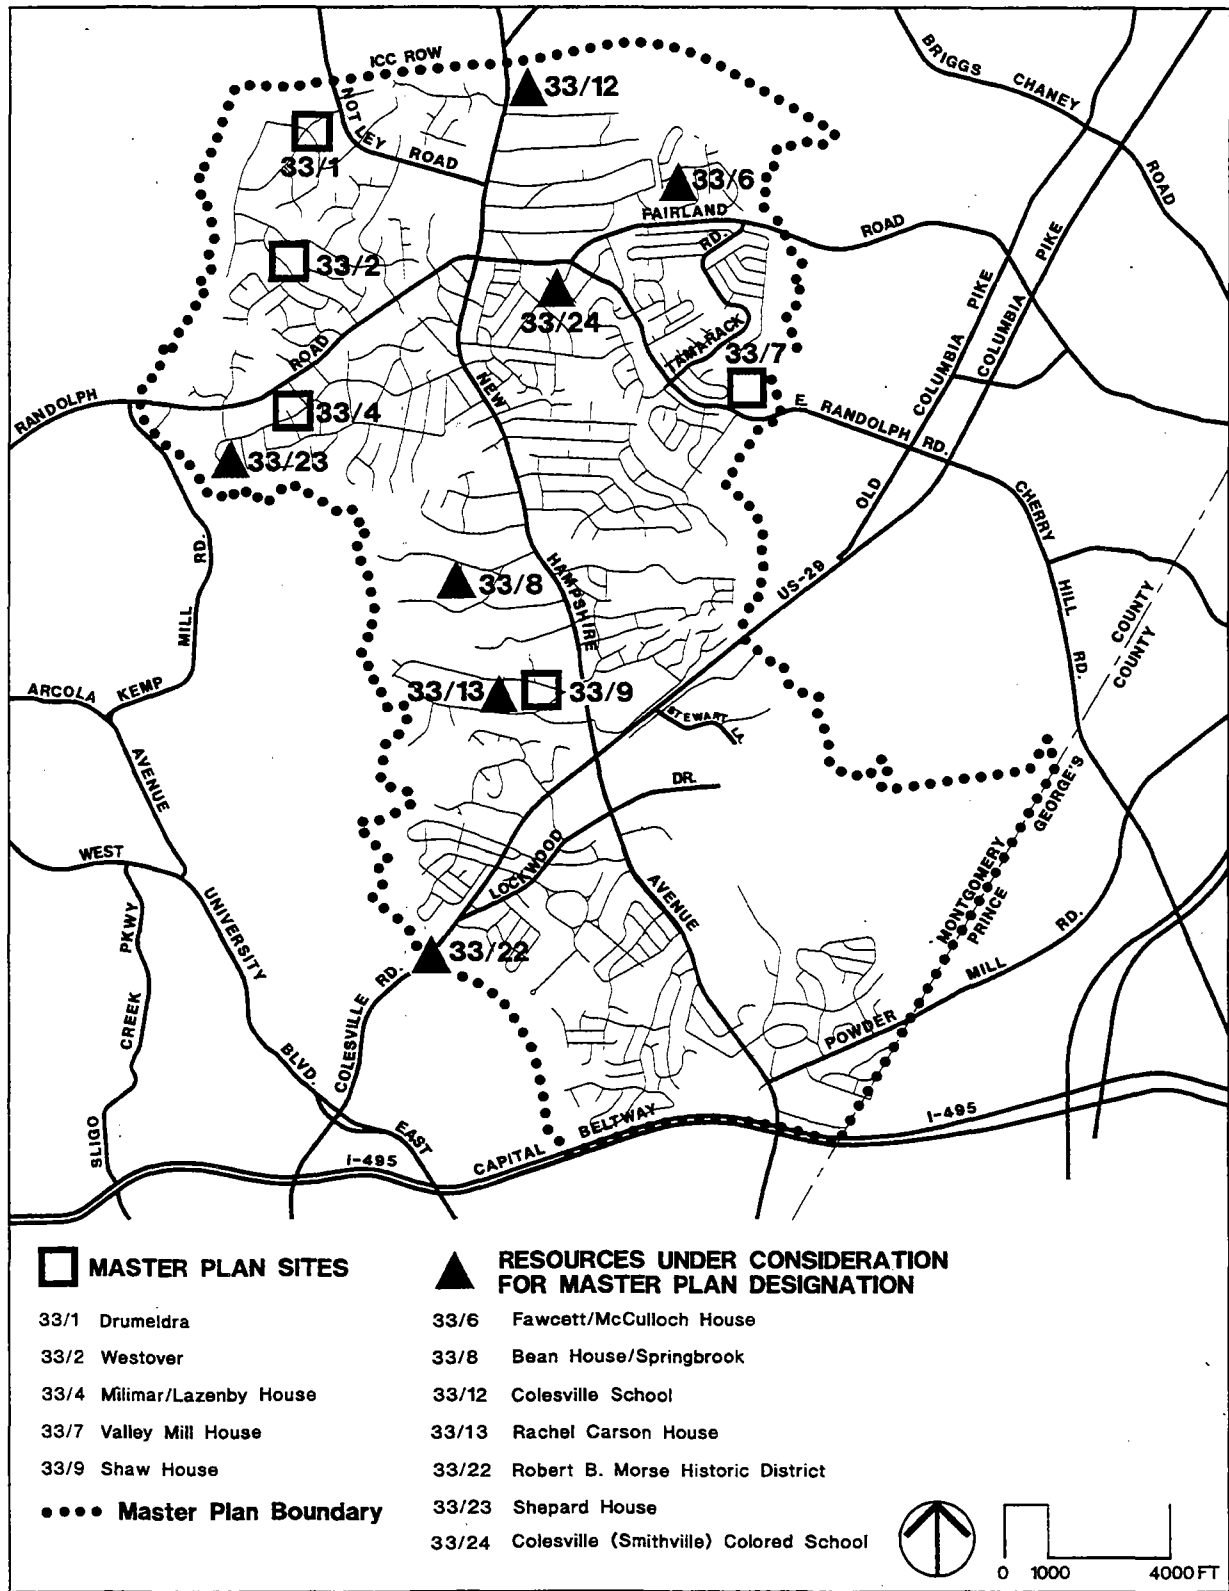 ICC ROW
BRIGGS CHANEY ROAD
33/12
NOTLEY ROAD
33/1
33/6
FAIRLAND ROAD
RD.
33/2
PIKE
PIKE
33/24
COLUMBIA
COLUMBIA
ROAD
TAMARACK
33/7
NEW
RANDOLPH
33/4
E. RANDOLPH RD.
33/23
OLD
CHERRY
RD.
HAMPSHIRE
US-29
33/8
HILL
COUNTY
COUNTY
MILL
RD.
ARCOLA
KEMP
33/13
33/9
STEWART LA.
AVENUE
DR.
GEORGE'S
WEST
LOCKWOOD
MONTGOMERY
PRINCE
AVENUE
UNIVERSITY
PKWY
33/22
RD.
MILL
COLESVILLE RD.
CREEK
POWDER
BLVD.
BELTWAY
I-495
EAST
SLIGO
I-495
CAPITAL
MASTER PLAN SITES
33/1 Drumeldra
33/2 Westover
33/4 Milimar/Lazenby House
33/7 Valley Mill House
33/9 Shaw House
Master Plan Boundary
RESOURCES UNDER CONSIDERATION
FOR MASTER PLAN DESIGNATION
33/6 Fawcett/McCulloch House
33/8 Bean House/Springbrook
33/12 Colesville School
33/13 Rachel Carson House
33/22 Robert B. Morse Historic District
33/23 Shepard House
33/24 Colesville (Smithville) Colored School
0 1000 4000 FT